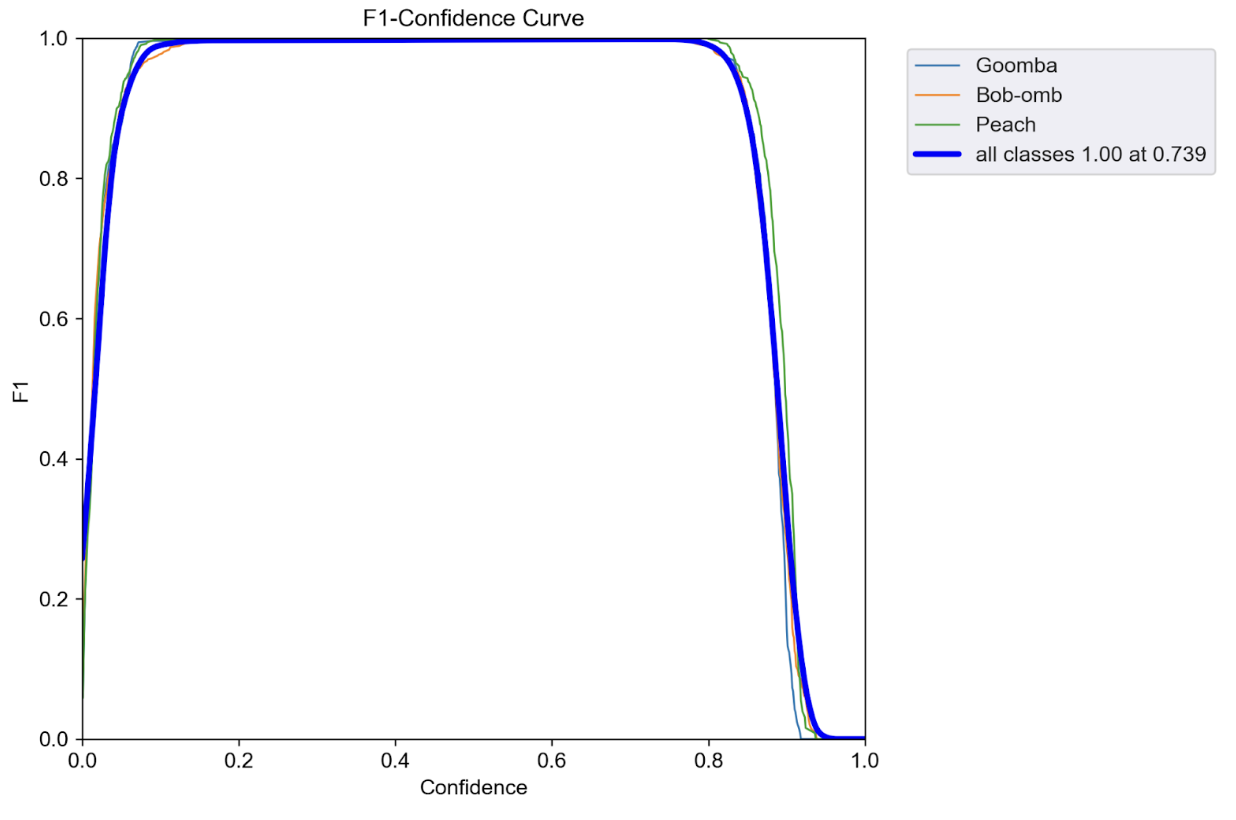 F1-Confidence Curve
1.0
0.8
0.6
0.4
0.2
0.0
F1
0.0 0.2 0.4 0.6 0.8 1.0
Confidence
Goomba
Bob-omb
Peach
all classes 1.00 at 0.739